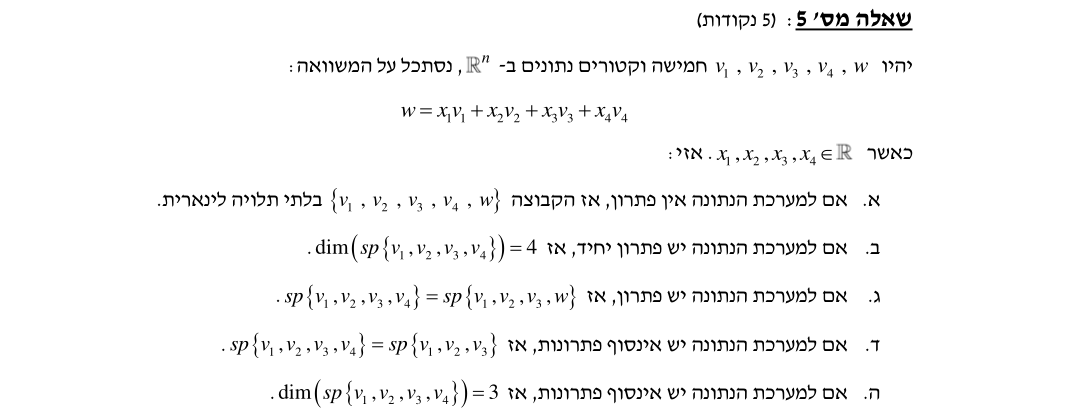 שאלה מס' 5 : (5 נקודות)
יהיו v₁ , v₂ , v₃ , v₄ , w חמישה וקטורים נתונים ב- ℝⁿ, נסתכל על המשוואה:
w = x₁v₁ + x₂v₂ + x₃v₃ + x₄v₄
כאשר x₁ , x₂ , x₃ , x₄ ∈ ℝ. אזי:
א. אם למערכת הנתונה אין פתרון, אז הקבוצה {v₁ , v₂ , v₃ , v₄ , w} בלתי תלויה לינארית.
ב. אם למערכת הנתונה יש פתרון יחיד, אז dim(sp{v₁,v₂,v₃,v₄}) = 4.
ג. אם למערכת הנתונה יש פתרון, אז sp{v₁,v₂,v₃,v₄} = sp{v₁,v₂,v₃,w}.
ד. אם למערכת הנתונה יש אינסוף פתרונות, אז sp{v₁,v₂,v₃,v₄} = sp{v₁,v₂,v₃}.
ה. אם למערכת הנתונה יש אינסוף פתרונות, אז dim(sp{v₁,v₂,v₃,v₄}) = 3.